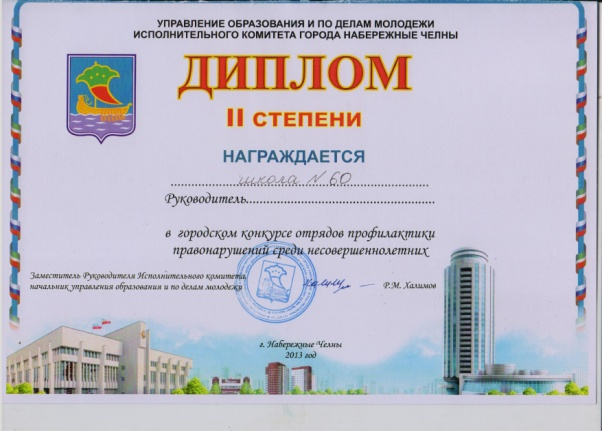 УПРАВЛЕНИЕ ОБРАЗОВАНИЯ И ПО ДЕЛАМ МОЛОДЕЖИ
ИСПОЛНИТЕЛЬНОГО КОМИТЕТА ГОРОДА НАБЕРЕЖНЫЕ ЧЕЛНЫ
ДИПЛОМ
II СТЕПЕНИ
НАГРАЖДАЕТСЯ
школа N 60
Руководитель
в городском конкурсе отрядов профилактики
правонарушений среди несовершеннолетних
Заместитель Руководителя Исполнительного комитета,
начальник управления образования и по делам молодежи
Р.М. Халимов
г. Набережные Челны
2013 год